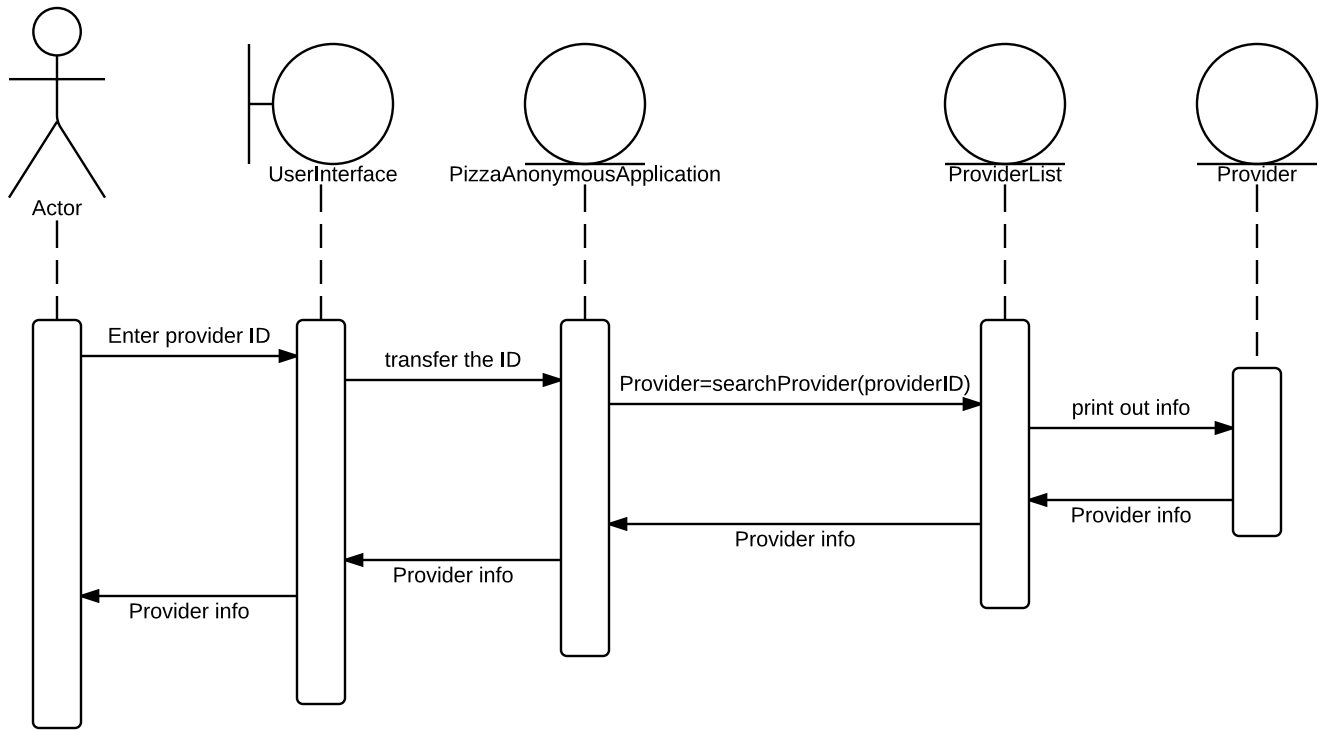 UserInterface
PizzaAnonymousApplication
ProviderList
Provider
Actor
Enter provider ID
transfer the ID
Provider=searchProvider(providerID)
print out info
Provider info
Provider info
Provider info
Provider info